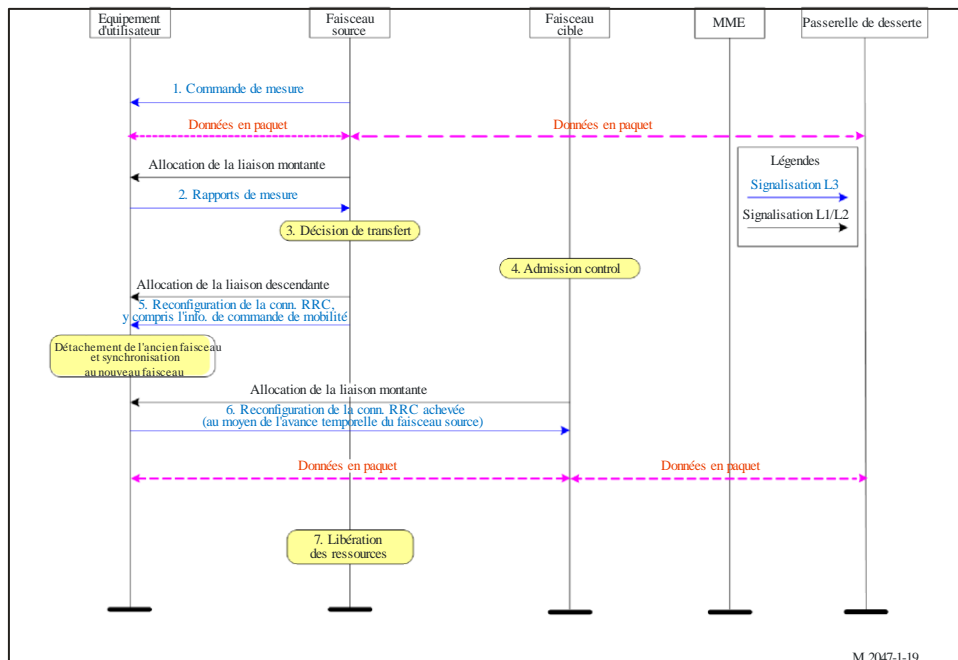 Equipement
d'utilisateur
Faisceau
source
Faisceau
cible
MME
Passerelle de desserte
1. Commande de mesure
Données en paquet
Données en paquet
Légendes
Signalisation L3
Signalisation L1/L2
Allocation de la liaison montante
2. Rapports de mesure
3. Décision de transfert
4. Admission control
Allocation de la liaison descendante
5. Reconfiguration de la conn. RRC,
y compris l'info. de commande de mobilité
Détachement de l'ancien faisceau
et synchronisation
au nouveau faisceau
Allocation de la liaison montante
6. Reconfiguration de la conn. RRC achevée
(au moyen de l'avance temporelle du faisceau source)
Données en paquet
Données en paquet
7. Libération
des ressources
M.2047-1-19